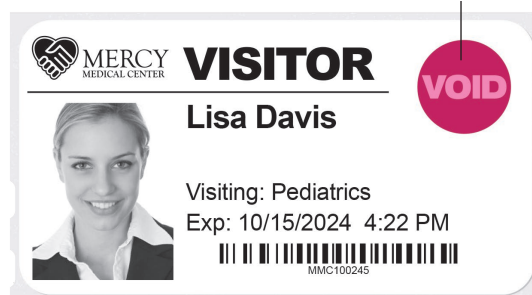 MERCY
MEDICAL CENTER
VISITOR
VOID
Lisa Davis
Visiting: Pediatrics
Exp: 10/15/2024 4:22 PM
MMC100245